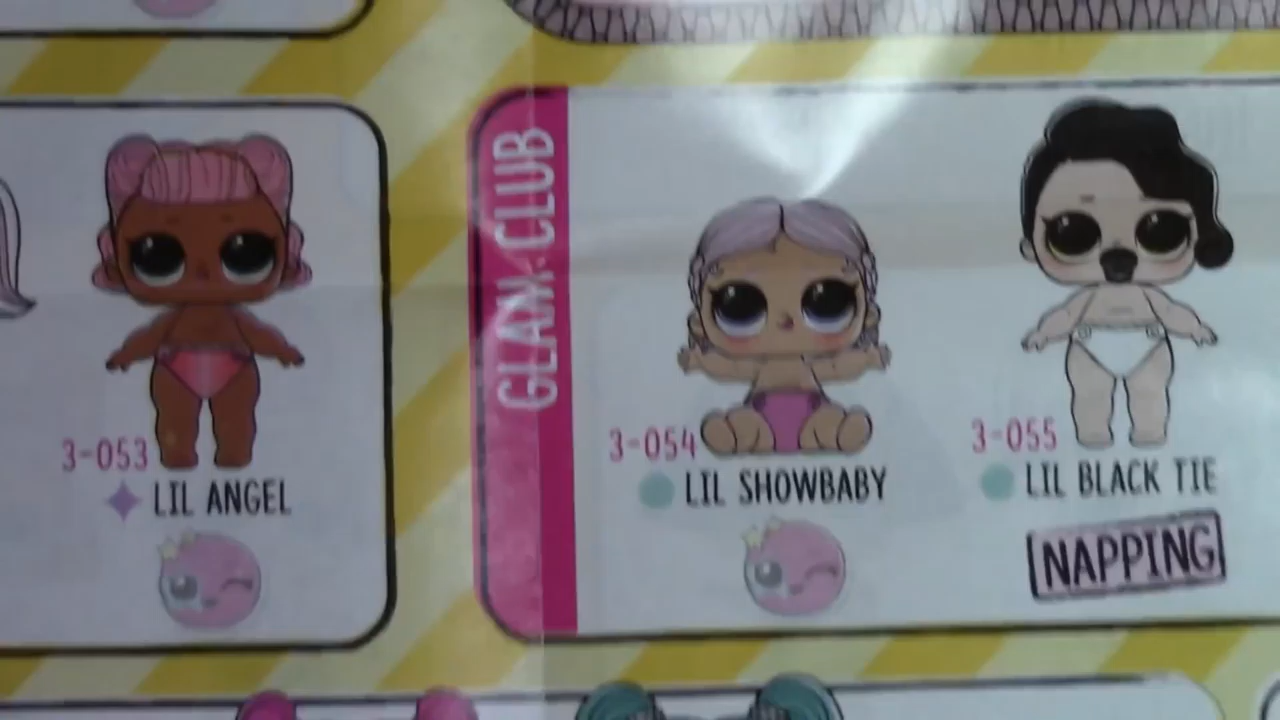 GLAM CLUB
3-053
LIL ANGEL
3-054
LIL SHOWBABY
3-055
LIL BLACK TIE
NAPPING